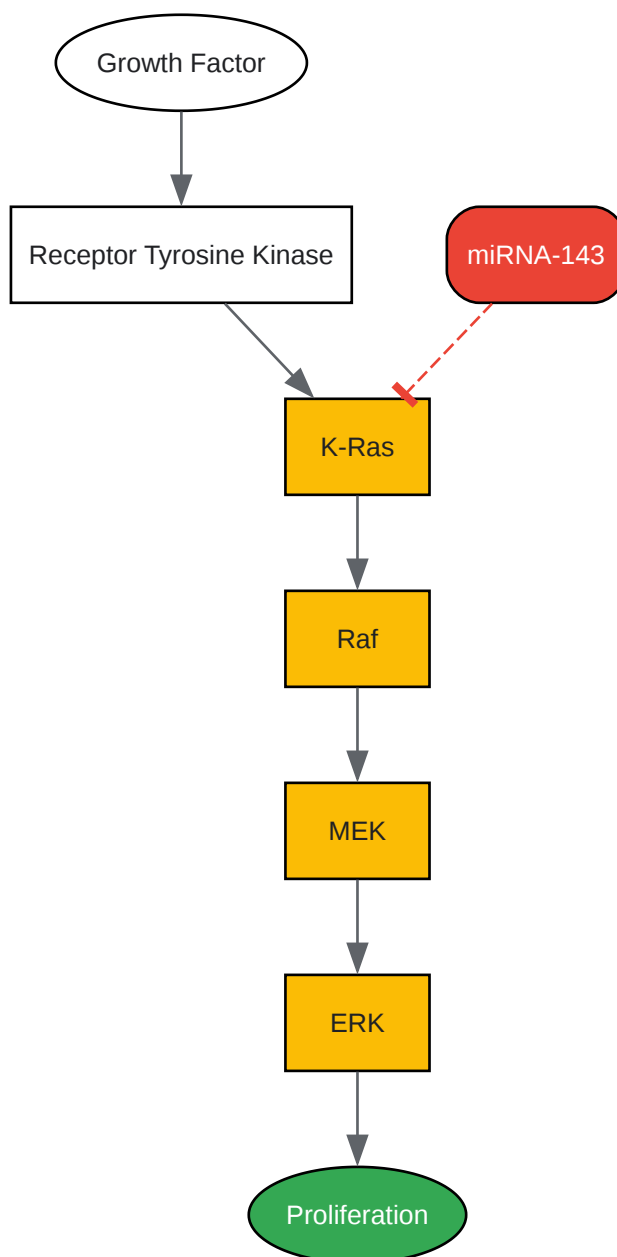 Growth Factor
Receptor Tyrosine Kinase
miRNA-143
K-Ras
Raf
MEK
ERK
Proliferation